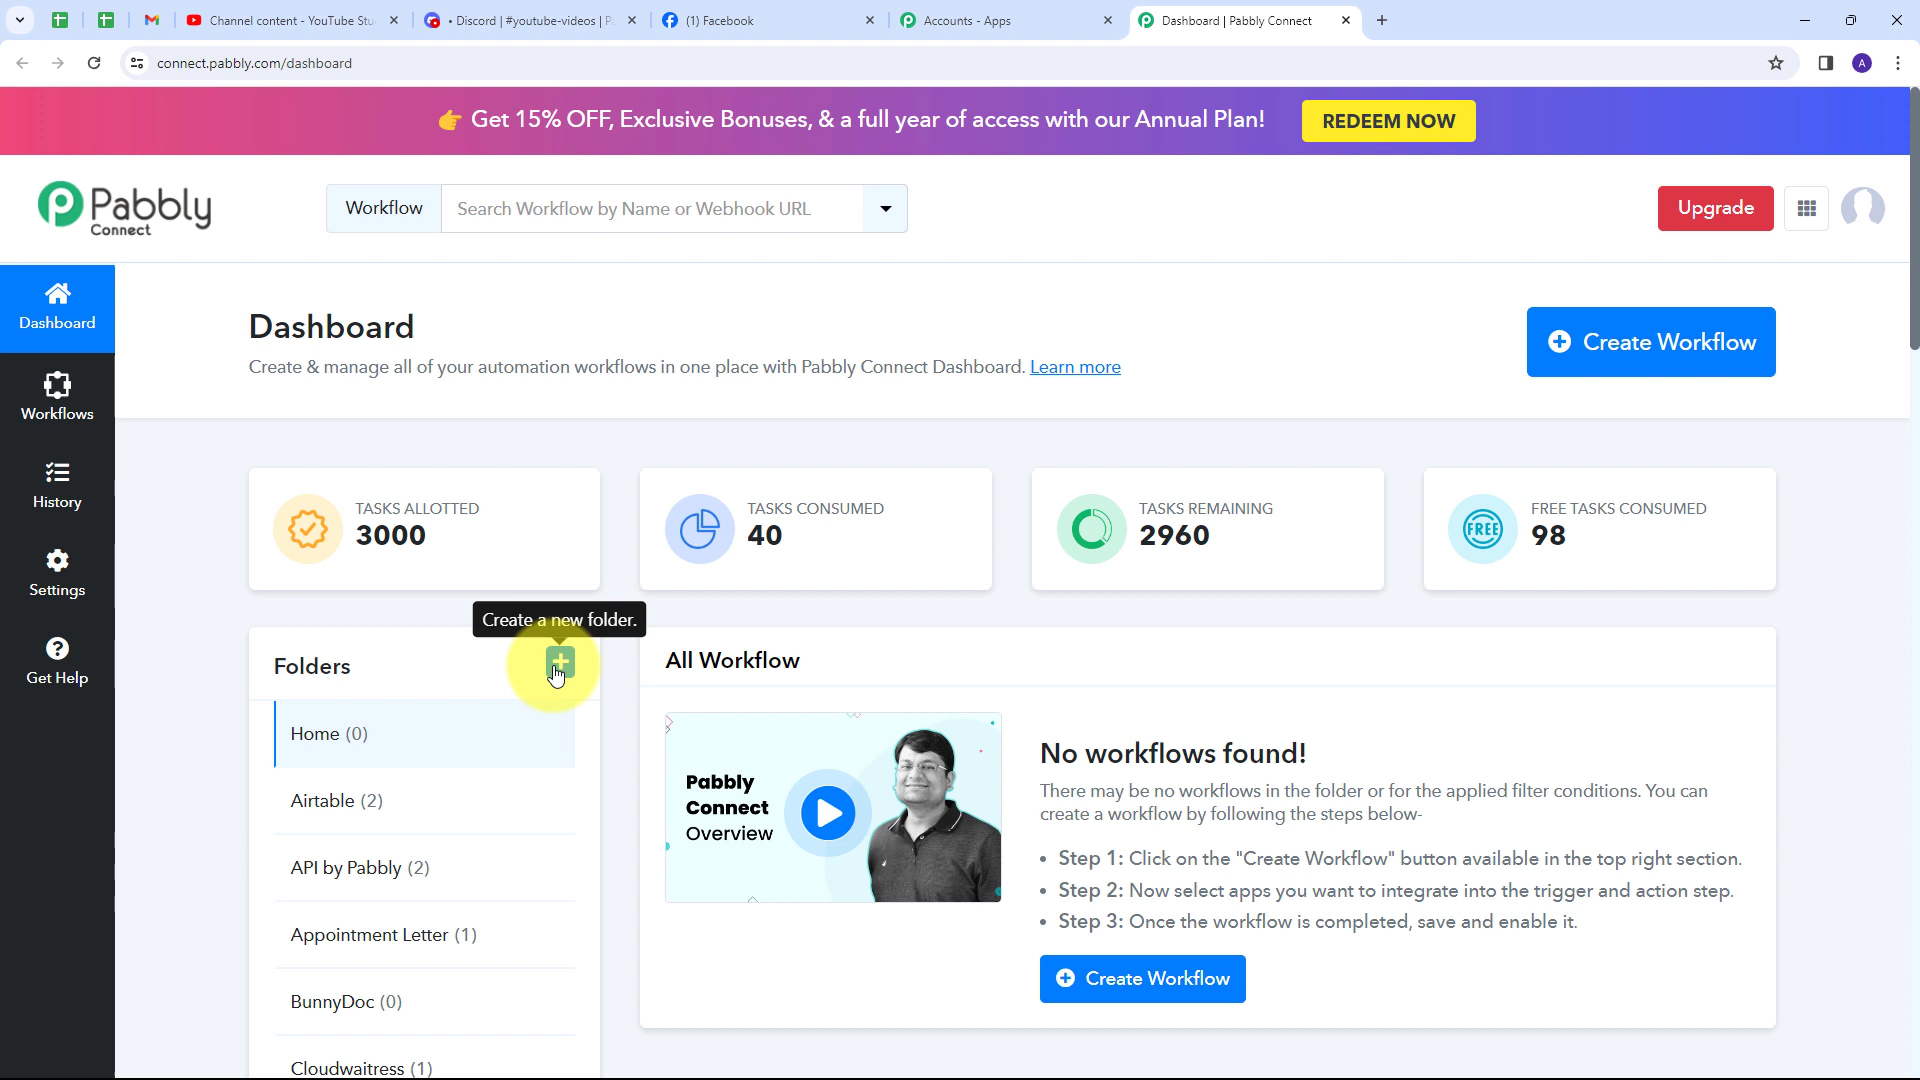 Channel content - YouTube Stu
• Discord | #youtube-videos | P
(1) Facebook
Accounts - Apps
Dashboard | Pabbly Connect
connect.pabbly.com/dashboard
A
👉 Get 15% OFF, Exclusive Bonuses, & a full year of access with our Annual Plan!
REDEEM NOW
Pabbly
Connect
Workflow
Search Workflow by Name or Webhook URL
Upgrade
Dashboard
Workflows
History
Settings
Get Help
Dashboard
Create & manage all of your automation workflows in one place with Pabbly Connect Dashboard. Learn more
Create Workflow
TASKS ALLOTTED
3000
TASKS CONSUMED
40
TASKS REMAINING
2960
FREE
FREE TASKS CONSUMED
98
Create a new folder.
Folders
Home (0)
Airtable (2)
API by Pabbly (2)
Appointment Letter (1)
BunnyDoc (0)
Cloudwaitress (1)
All Workflow
Pabbly
Connect
Overview
No workflows found!
There may be no workflows in the folder or for the applied filter conditions. You can
create a workflow by following the steps below-
• Step 1: Click on the "Create Workflow" button available in the top right section.
• Step 2: Now select apps you want to integrate into the trigger and action step.
• Step 3: Once the workflow is completed, save and enable it.
Create Workflow